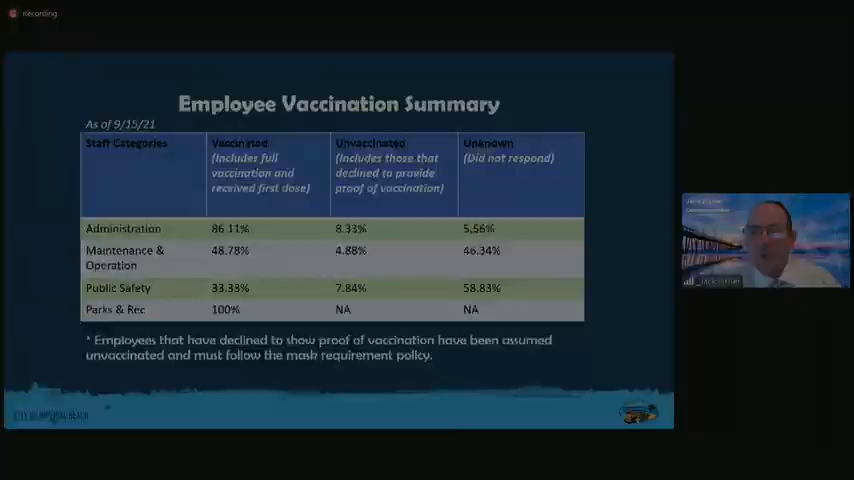 Recording
Employee Vaccination Summary
As of 9/15/21
Staff Categories
Vaccinated
(Includes full
vaccination and
received first dose)
Unvaccinated
(Includes those that
declined to provide
proof of vaccination)
Unknown
(Did not respond)
Administration 86.11% 8.33% 5.56%
Maintenance & 48.78% 4.88% 46.34%
Operation
Public Safety 33.33% 7.84% 58.83%
Parks & Rec 100% NA NA
* Employees that have declined to show proof of vaccination have been assumed
unvaccinated and must follow the mask requirement policy.
CITY OF IMPERIAL BEACH